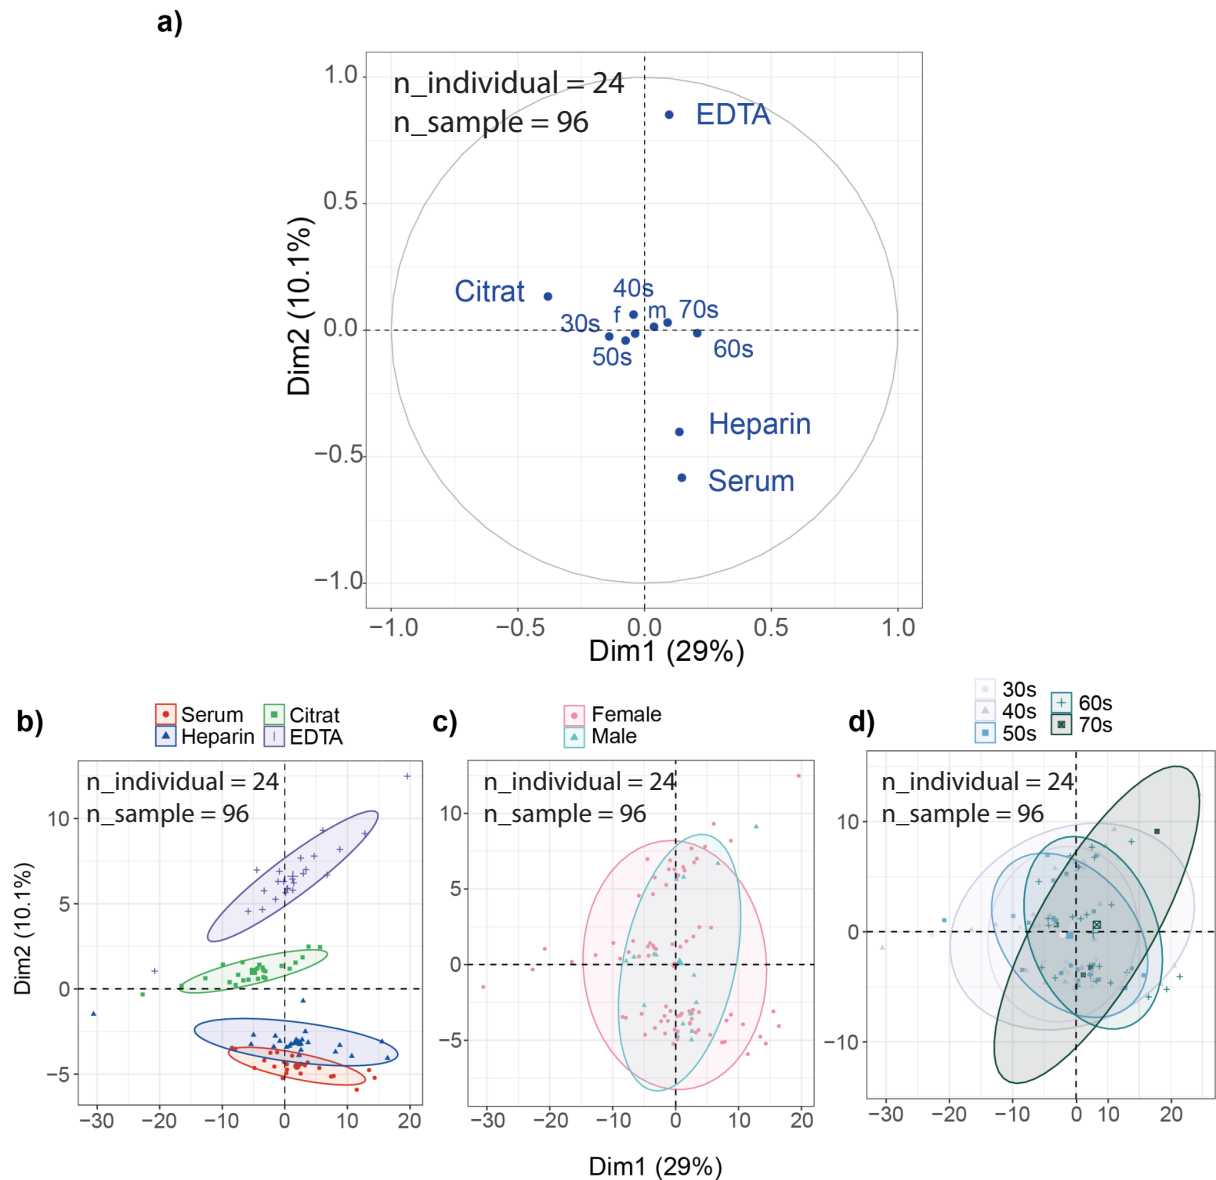 a)
n_individual = 24
n_sample = 96
EDTA
Citrat
40s
30s
f
m
70s
50s
60s
Heparin
Serum
1.0
0.5
0.0
−0.5
−1.0
Dim2 (10.1%)
−1.0
−0.5
0.0
0.5
1.0
Dim1 (29%)
b)
Serum
Citrat
Heparin
EDTA
n_individual = 24
n_sample = 96
10
5
0
−5
Dim2 (10.1%)
−30
−20
−10
0
10
20
c)
Female
Male
n_individual = 24
n_sample = 96
10
5
0
−5
−30
−20
−10
0
10
20
Dim1 (29%)
d)
30s
40s
50s
60s
70s
n_individual = 24
n_sample = 96
10
0
−10
−30
−20
−10
0
10
20